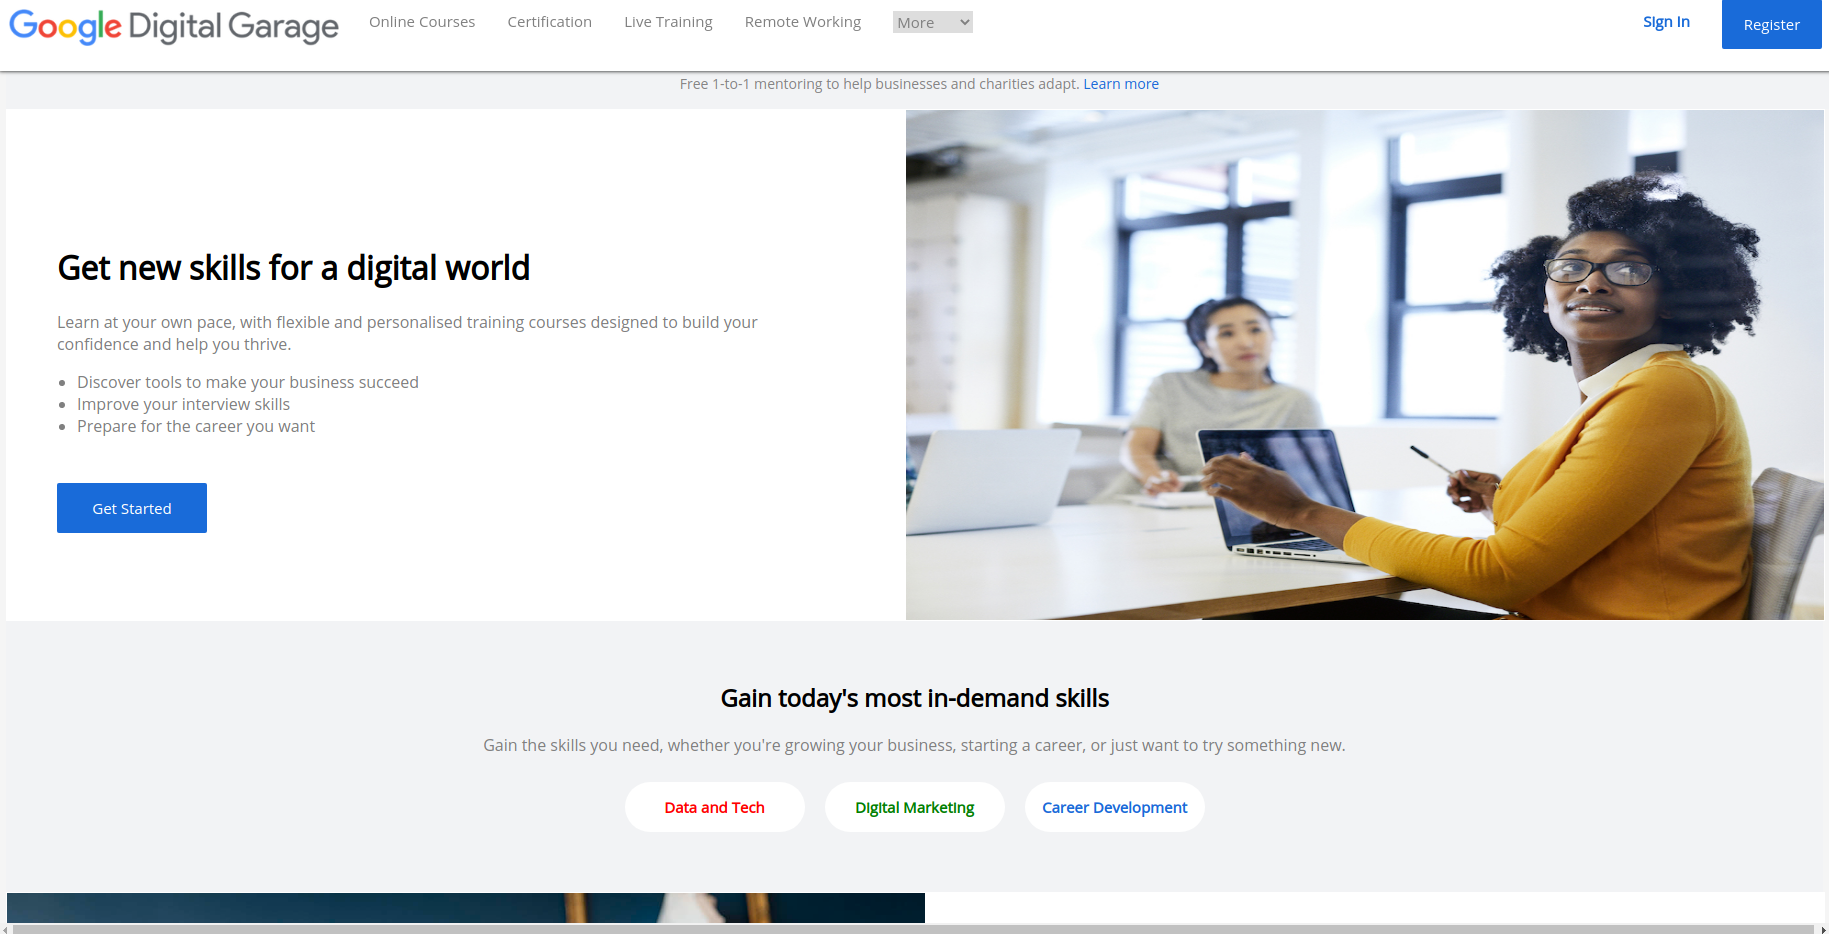 Google Digital Garage Online Courses Certification Live Training Remote Working More Sign In Register
Free 1-to-1 mentoring to help businesses and charities adapt. Learn more
Get new skills for a digital world
Learn at your own pace, with flexible and personalised training courses designed to build your
confidence and help you thrive.
Discover tools to make your business succeed
Improve your interview skills
Prepare for the career you want
Get Started
Gain today's most in-demand skills
Gain the skills you need, whether you're growing your business, starting a career, or just want to try something new.
Data and Tech Digital Marketing Career Development